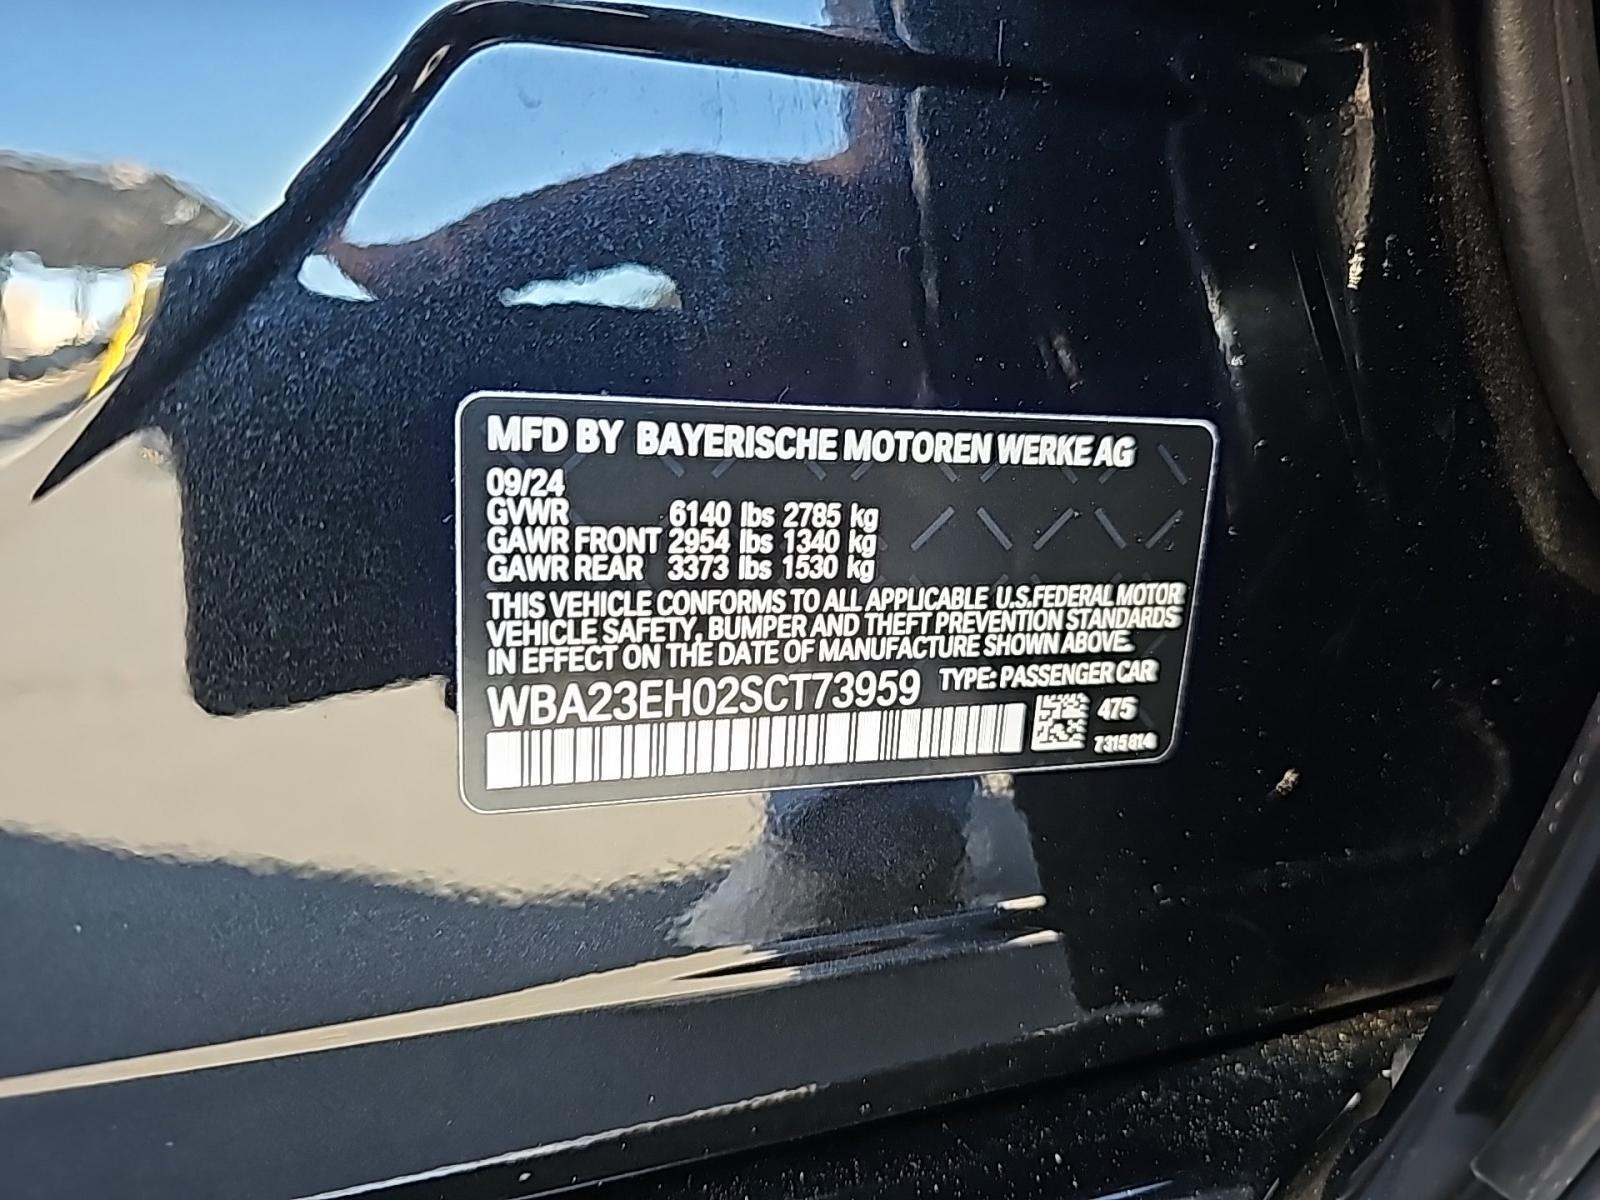 MFD BY BAYERISCHE MOTOREN WERKE AG
09/24
GVWR 6140 lbs 2785 kg
GAWR FRONT 2954 lbs 1340 kg
GAWR REAR 3373 lbs 1530 kg
THIS VEHICLE CONFORMS TO ALL APPLICABLE U.S.FEDERAL MOTOR
VEHICLE SAFETY, BUMPER AND THEFT PREVENTION STANDARDS
IN EFFECT ON THE DATE OF MANUFACTURE SHOWN ABOVE.
WBA23EH02SCT73959 TYPE: PASSENGER CAR
475
7315814